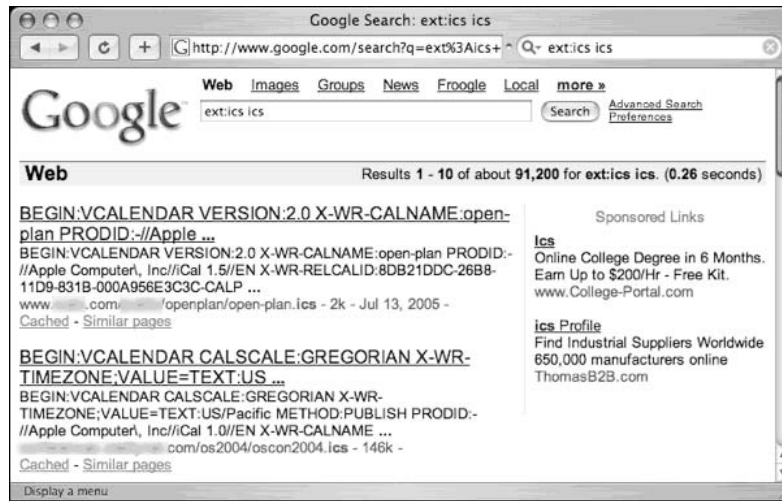 Google Search: ext:ics ics
http://www.google.com/search?q=ext%3Aics+
ext:ics ics
Web Images Groups News Froogle Local more »
Google
ext:ics ics
Search
Advanced Search
Preferences
Web
Results 1 - 10 of about 91,200 for ext:ics ics. (0.26 seconds)
BEGIN:VCALENDAR VERSION:2.0 X-WR-CALNAME:open-
plan PRODID:-//Apple ...
BEGIN:VCALENDAR VERSION:2.0 X-WR-CALNAME:open-plan PRODID:-
//Apple Computer\, Inc//iCal 1.5//EN X-WR-RELCALID:8DB21DDC-26B8-
11D9-831B-000A956E3C3C-CALP ...
www. .com/ /openplan/open-plan.ics - 2k - Jul 13, 2005 -
Cached - Similar pages
BEGIN:VCALENDAR CALSCALE:GREGORIAN X-WR-
TIMEZONE;VALUE=TEXT:US ...
BEGIN:VCALENDAR CALSCALE:GREGORIAN X-WR-
TIMEZONE;VALUE=TEXT:US/Pacific METHOD:PUBLISH PRODID:-
//Apple Computer\, Inc//iCal 1.0//EN X-WR-CALNAME ...
.com/os2004/oscon2004.ics - 146k -
Cached - Similar pages
Sponsored Links
Ics
Online College Degree in 6 Months.
Earn Up to $200/Hr - Free Kit.
www.College-Portal.com
ics Profile
Find Industrial Suppliers Worldwide
650,000 manufacturers online
ThomasB2B.com
Display a menu